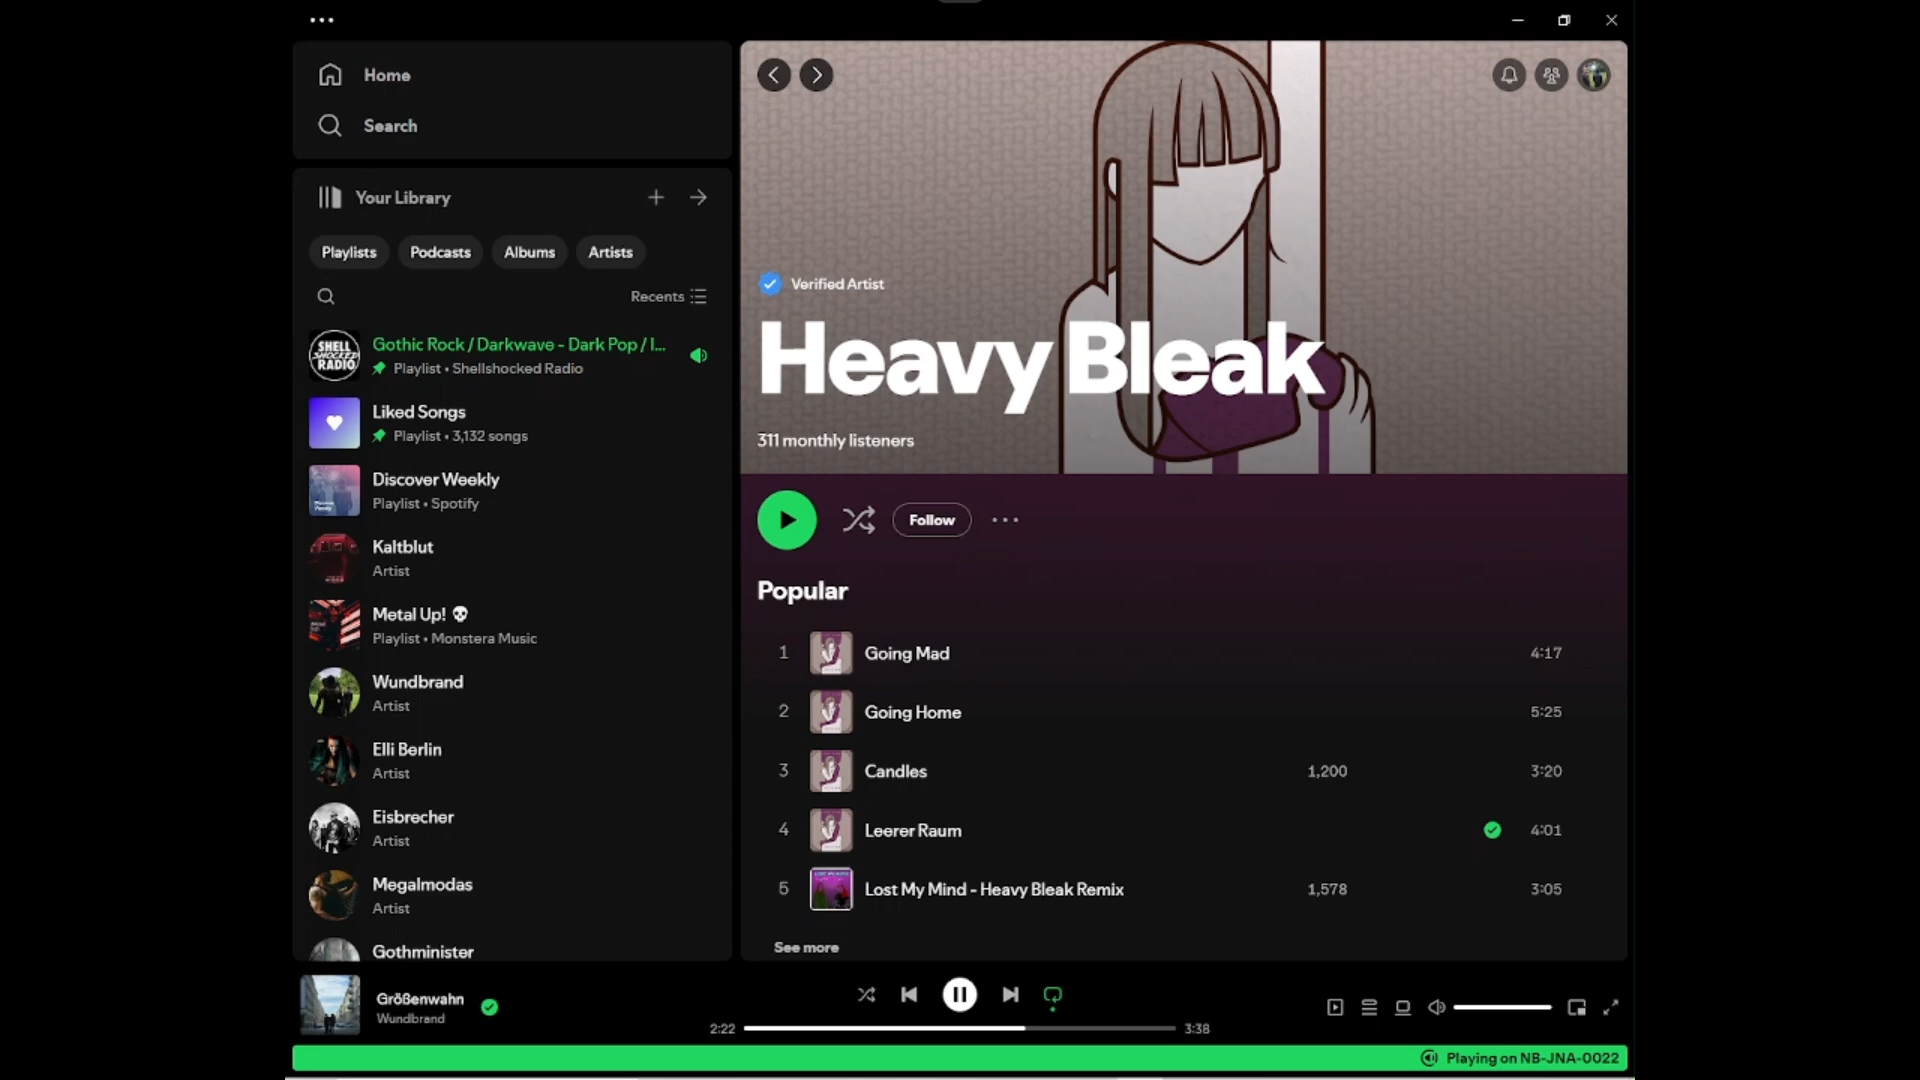 Home
Search
Your Library
Playlists
Podcasts
Albums
Artists
Recents
SHELL
SHOCKED
RADIO
Gothic Rock / Darkwave - Dark Pop / I...
Playlist • Shellshocked Radio
Liked Songs
Playlist • 3,132 songs
Discover Weekly
Playlist • Spotify
Kaltblut
Artist
Metal Up! 💀
Playlist • Monstera Music
Wundbrand
Artist
Elli Berlin
Artist
Eisbrecher
Artist
Megalmodas
Artist
Gothminister
Verified Artist
Heavy Bleak
311 monthly listeners
Follow
Popular
1 Going Mad 4:17
2 Going Home 5:25
3 Candles 1,200 3:20
4 Leerer Raum 4:01
5 Lost My Mind - Heavy Bleak Remix 1,578 3:05
See more
Größenwahn
Wundbrand
2:22
3:38
Playing on NB-JNA-0022